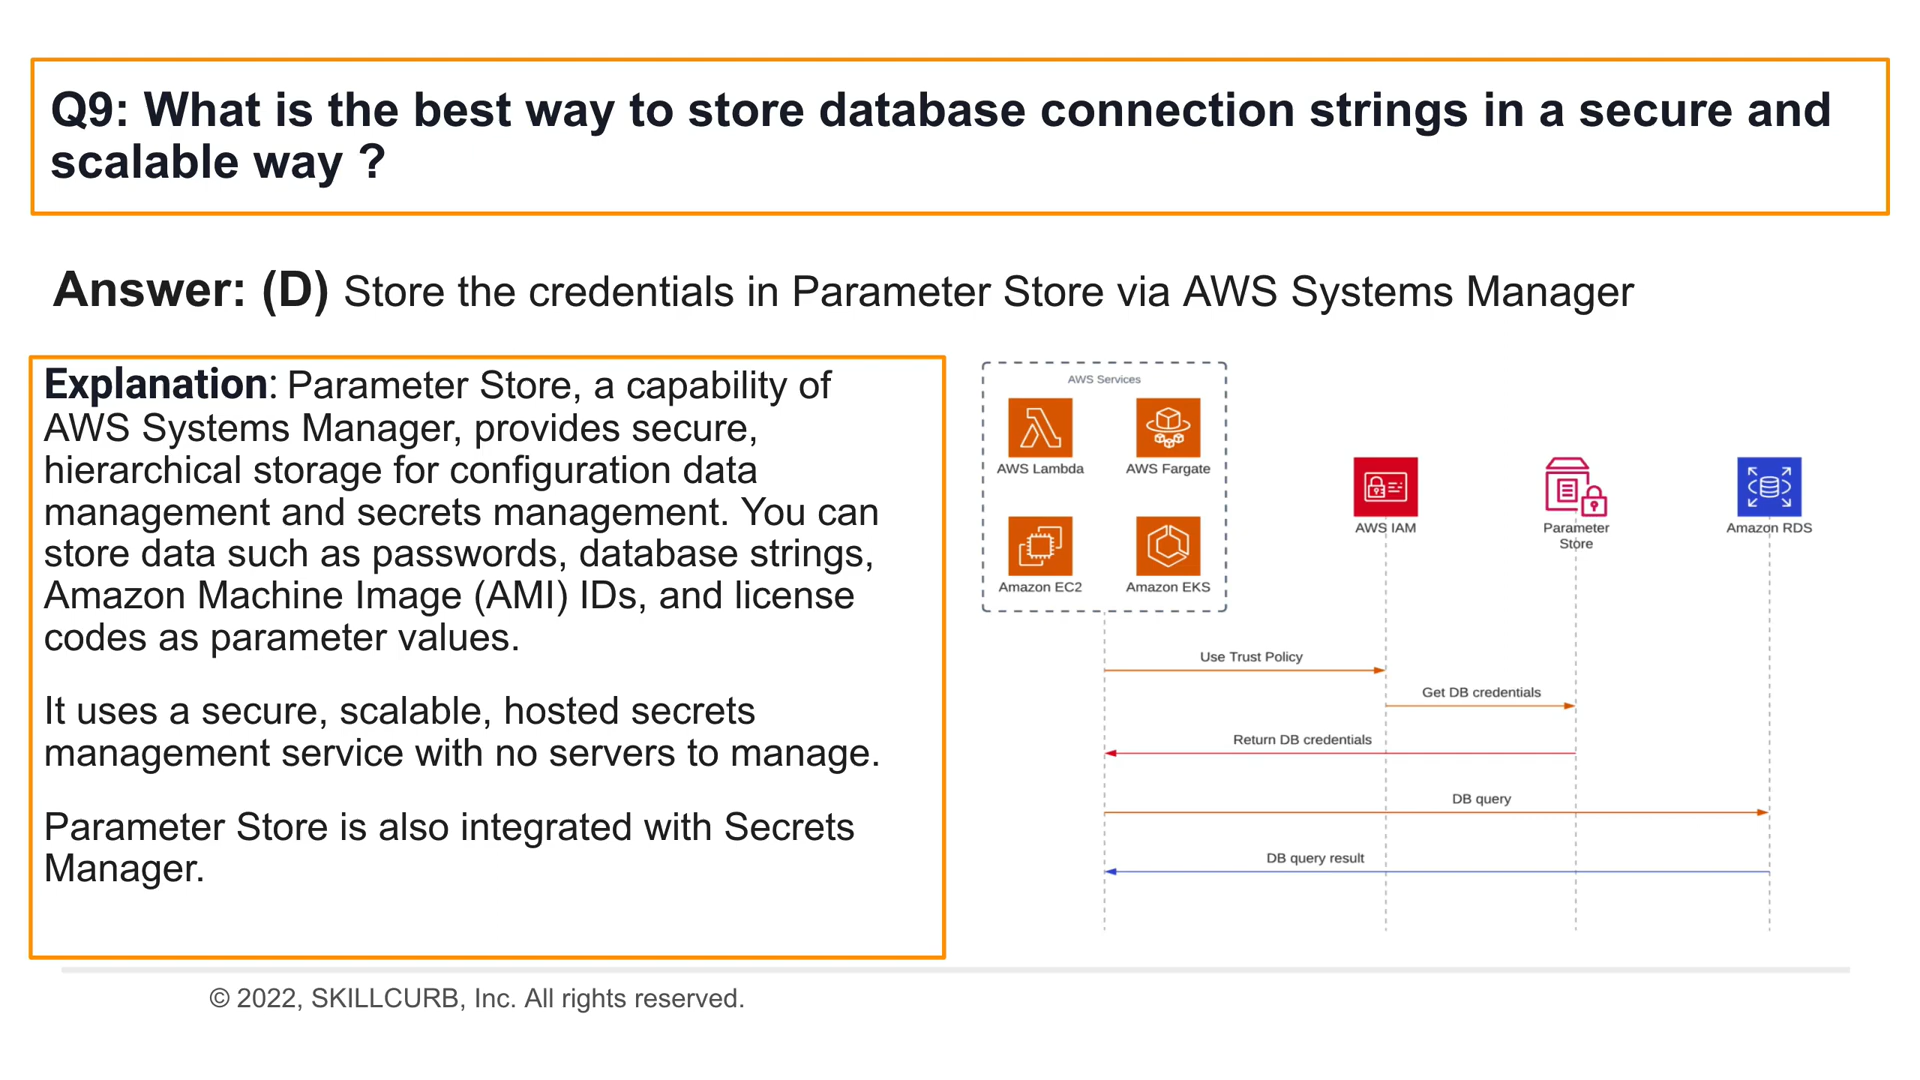 Q9: What is the best way to store database connection strings in a secure and
scalable way ?
Answer: (D) Store the credentials in Parameter Store via AWS Systems Manager
Explanation: Parameter Store, a capability of
AWS Systems Manager, provides secure,
hierarchical storage for configuration data
management and secrets management. You can
store data such as passwords, database strings,
Amazon Machine Image (AMI) IDs, and license
codes as parameter values.
It uses a secure, scalable, hosted secrets
management service with no servers to manage.
Parameter Store is also integrated with Secrets
Manager.
AWS Services
AWS Lambda
AWS Fargate
Amazon EC2
Amazon EKS
AWS IAM
Parameter
Store
Amazon RDS
Use Trust Policy
Get DB credentials
Return DB credentials
DB query
DB query result
© 2022, SKILLCURB, Inc. All rights reserved.